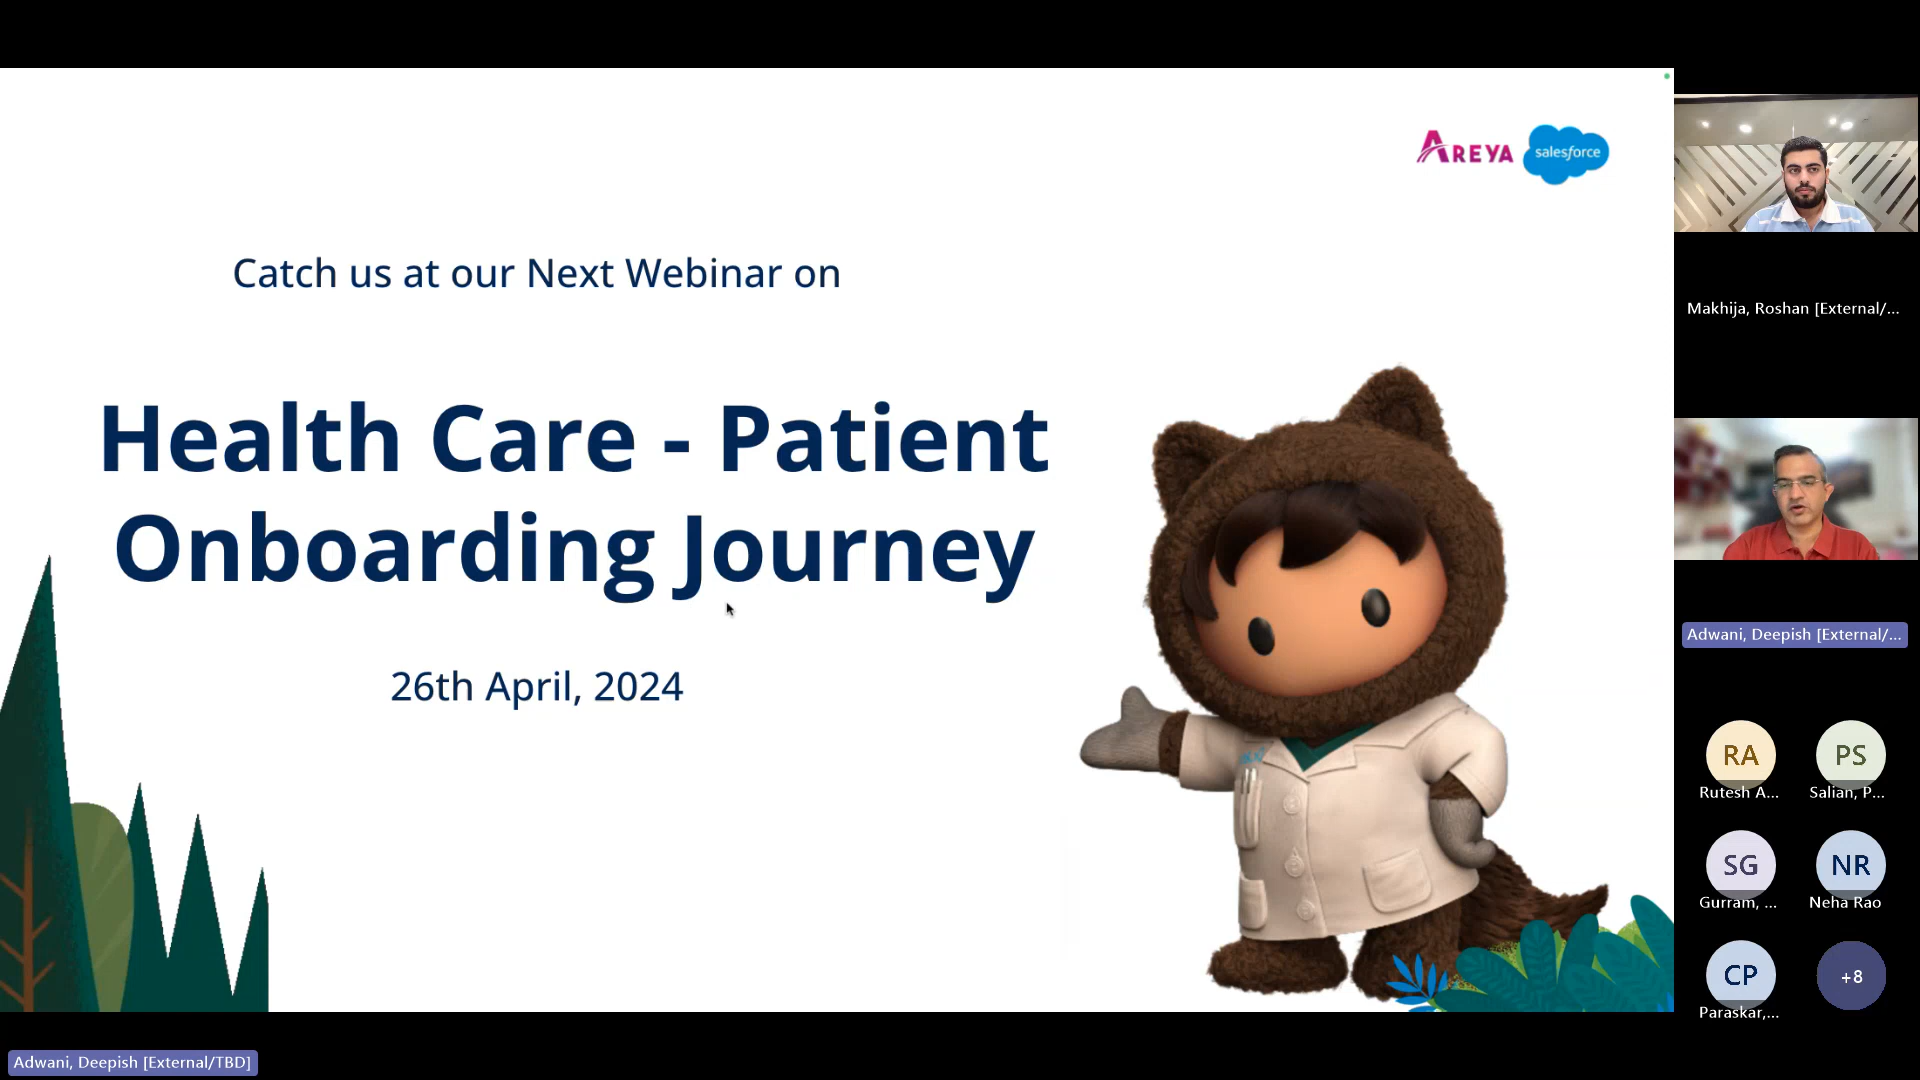 AREYA
salesforce
Catch us at our Next Webinar on
Health Care - Patient
Onboarding Journey
26th April, 2024
Makhija, Roshan [External/...
Adwani, Deepish [External/...
RA
Rutesh A...
PS
Salian, P...
SG
Gurram, ...
NR
Neha Rao
CP
Paraskar,...
+8
Adwani, Deepish [External/TBD]